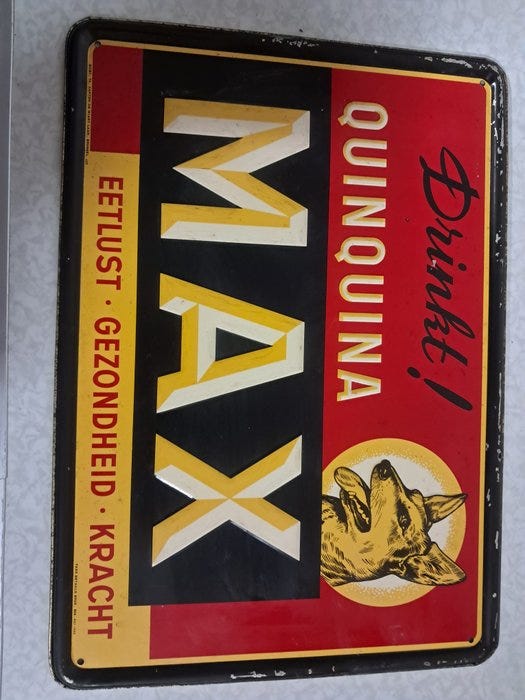 Drinkt!
QUINQUINA
MAX
EETLUST · GEZONDHEID · KRACHT